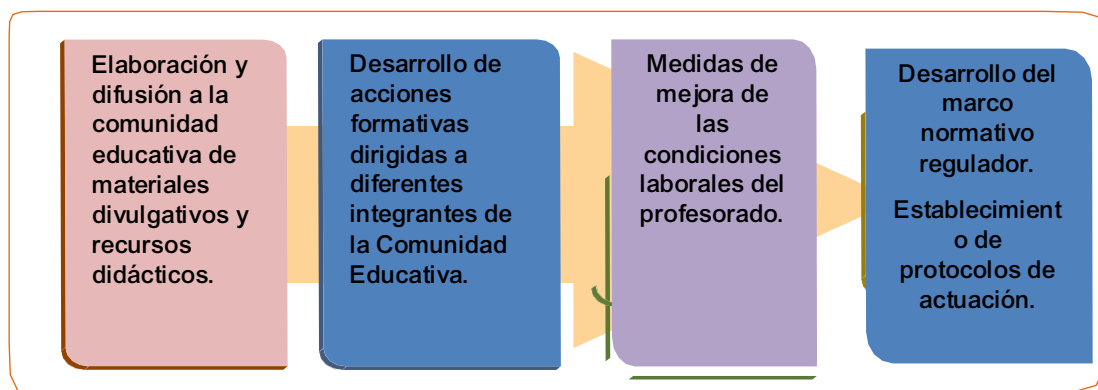 Elaboración y
difusión a la
comunidad
educativa de
materiales
divulgativos y
recursos
didácticos.
Desarrollo de
acciones
formativas
dirigidas a
diferentes
integrantes de
la Comunidad
Educativa.
Medidas de
mejora de
las
condiciones
laborales del
profesorado.
Desarrollo del
marco
normativo
regulador.
Establecimient
o de
protocolos de
actuación.